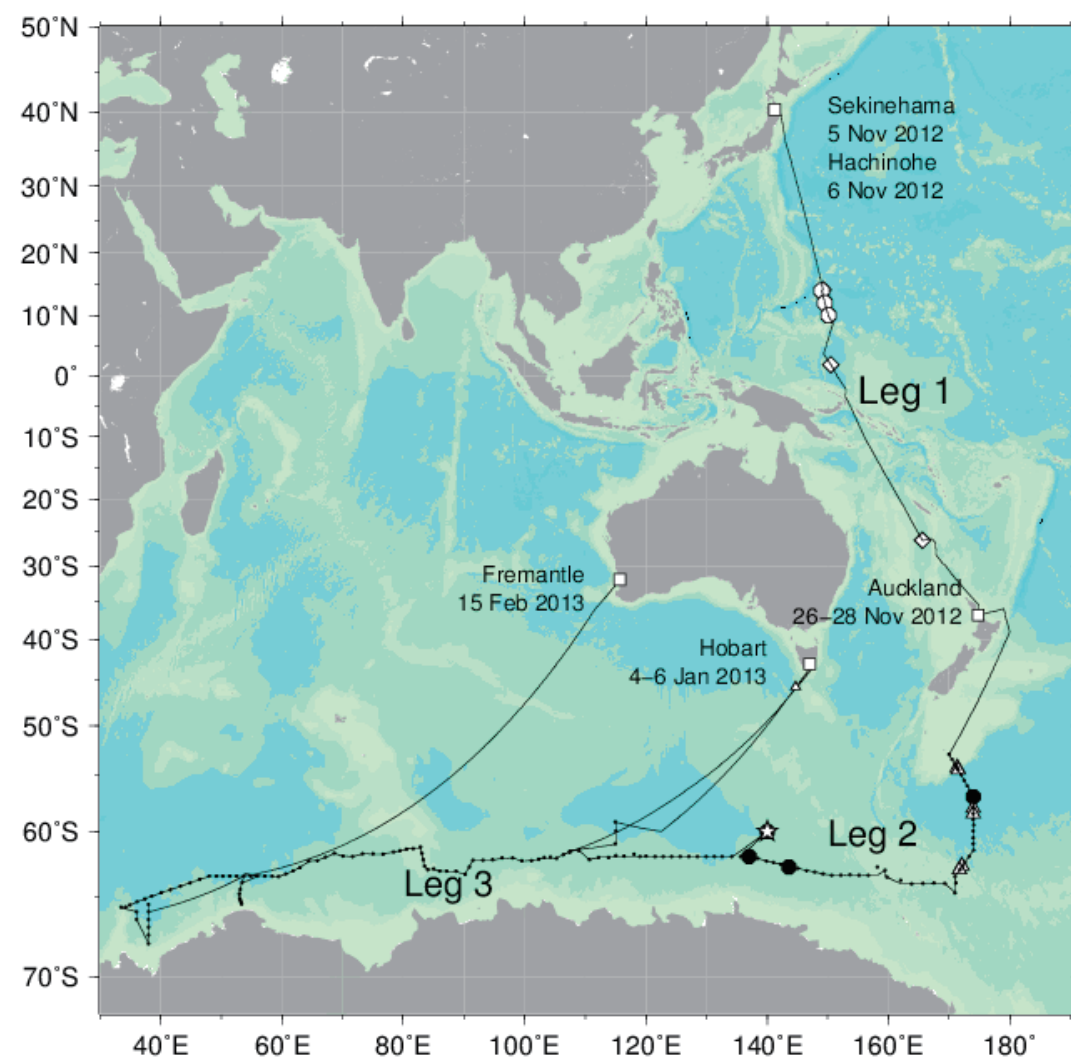 50°N
40°N
30°N
20°N
10°N
0°
10°S
20°S
30°S
40°S
50°S
60°S
70°S
Sekinehama
5 Nov 2012
Hachinohe
6 Nov 2012
Leg 1
Fremantle
15 Feb 2013
Auckland
26–28 Nov 2012
Hobart
4–6 Jan 2013
Leg 2
Leg 3
40°E
60°E
80°E
100°E
120°E
140°E
160°E
180°